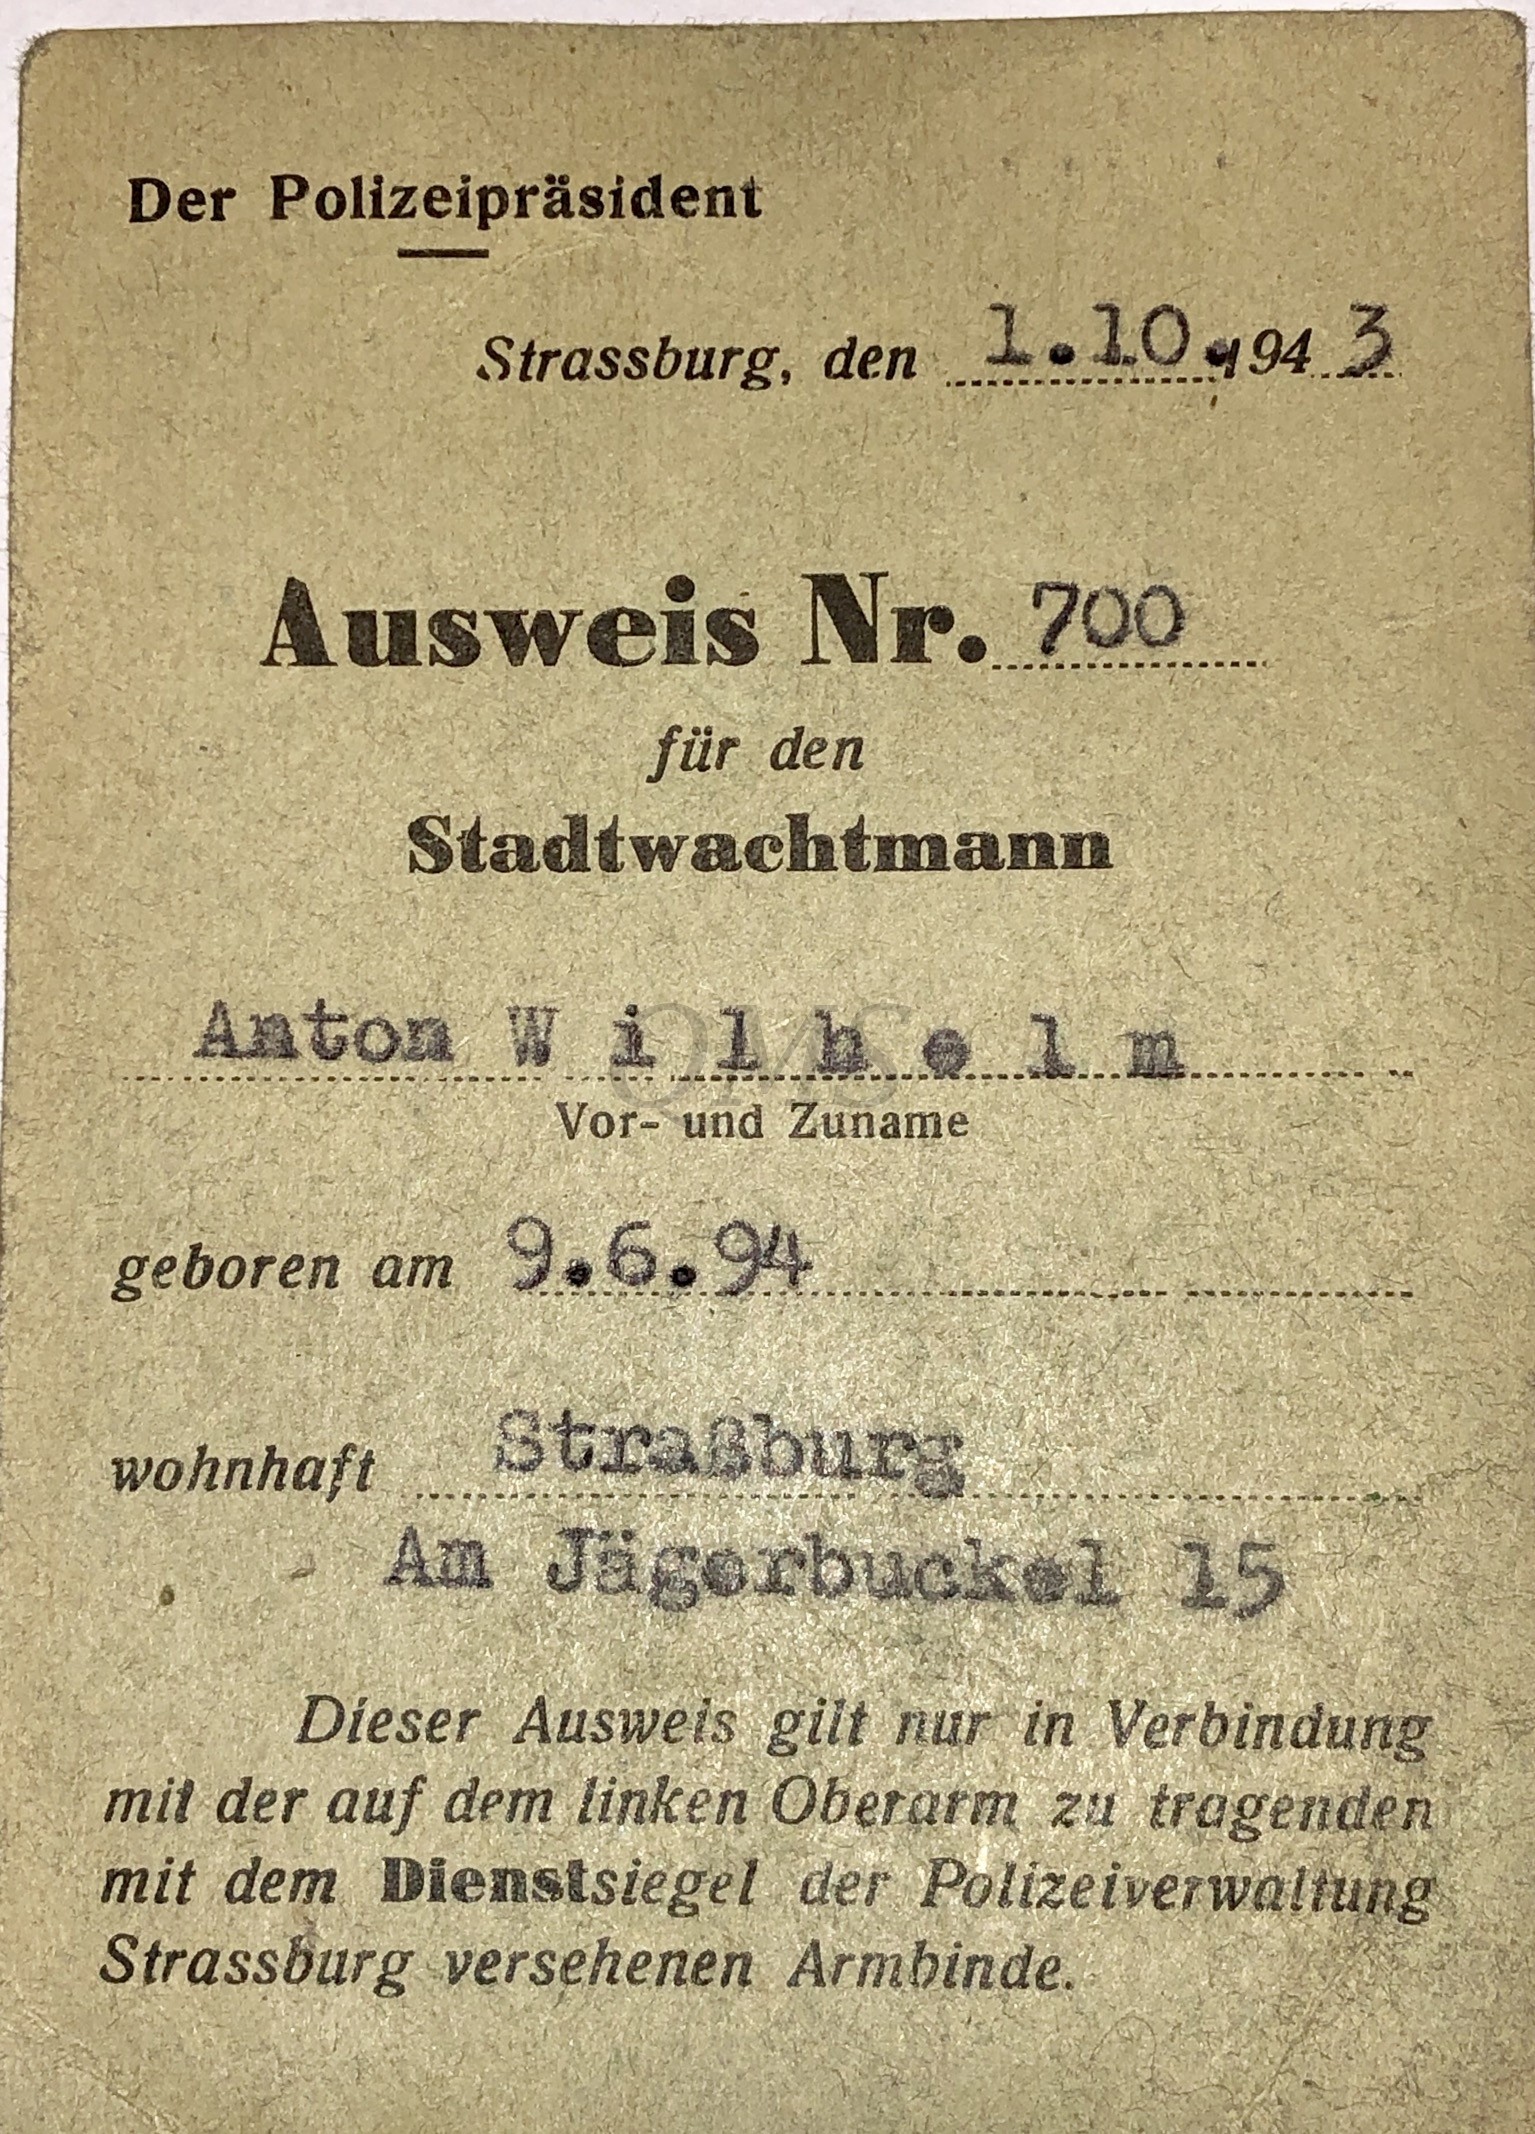 Der Polizeipräsident
Strassburg, den 1.10.1943
Ausweis Nr. 700
für den
Stadtwachtmann
Anton W i l h e l m
QMS
Vor- und Zuname
geboren am 9.6.94
wohnhaft Straßburg
Am Jägerbuckel 15
Dieser Ausweis gilt nur in Verbindung
mit der auf dem linken Oberarm zu tragenden
mit dem Dienstsiegel der Polizeiverwaltung
Strassburg versehenen Armbinde.